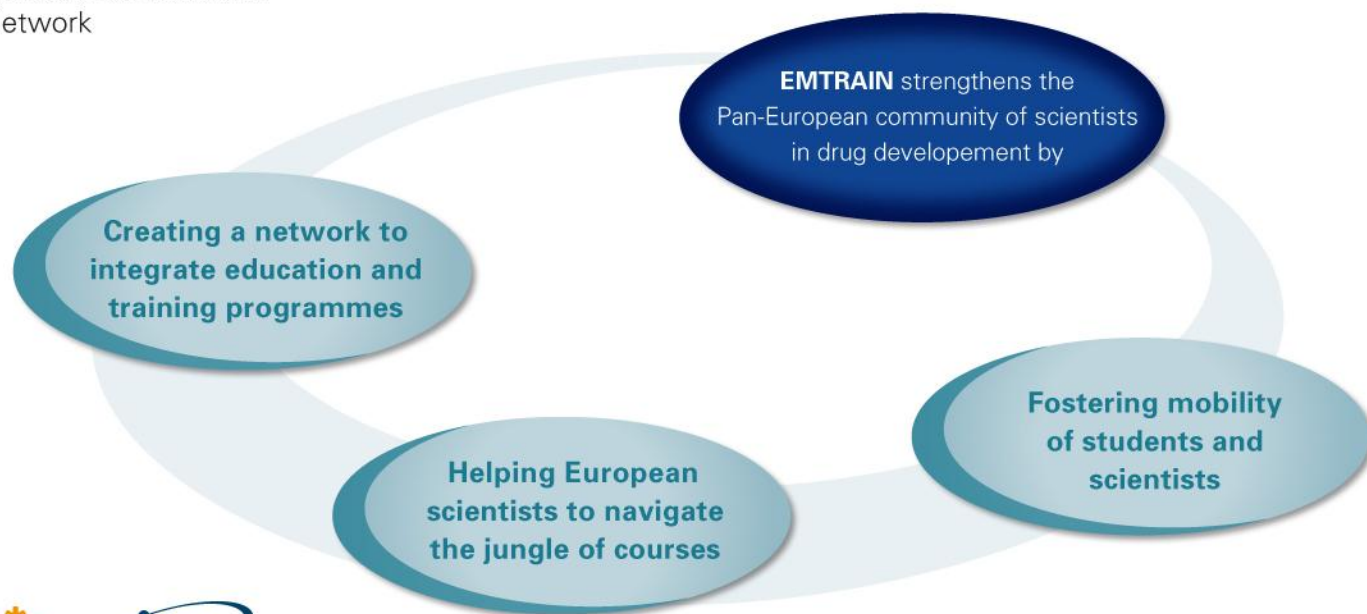 etwork
EMTRAIN strengthens the
Pan-European community of scientists
in drug developement by
Creating a network to
integrate education and
training programmes
Fostering mobility
of students and
scientists
Helping European
scientists to navigate
the jungle of courses